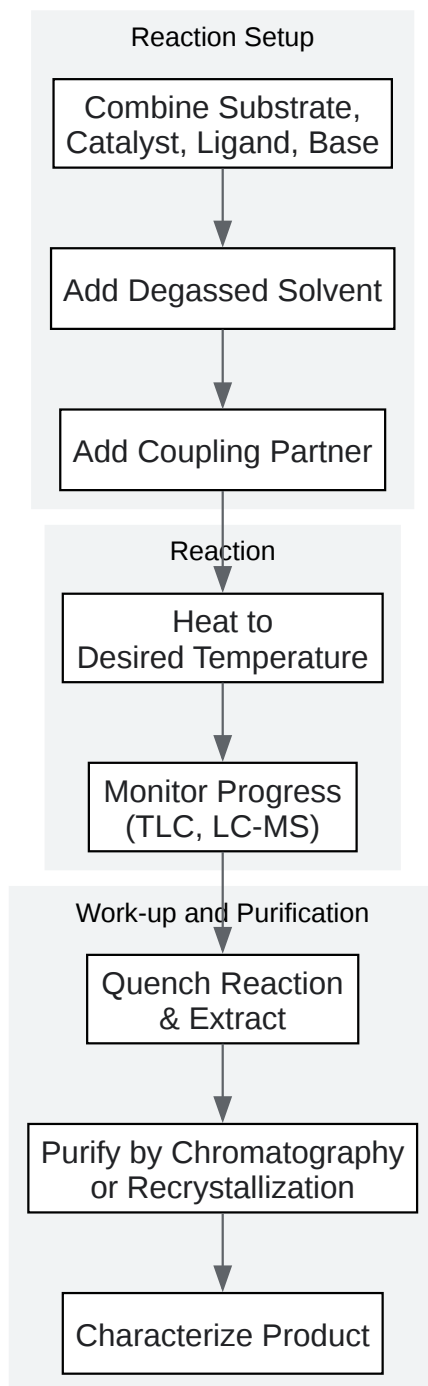 Reaction Setup
Combine Substrate,
Catalyst, Ligand, Base
Add Degassed Solvent
Add Coupling Partner
Reaction
Heat to
Desired Temperature
Monitor Progress
(TLC, LC-MS)
Work-up and Purification
Quench Reaction
& Extract
Purify by Chromatography
or Recrystallization
Characterize Product